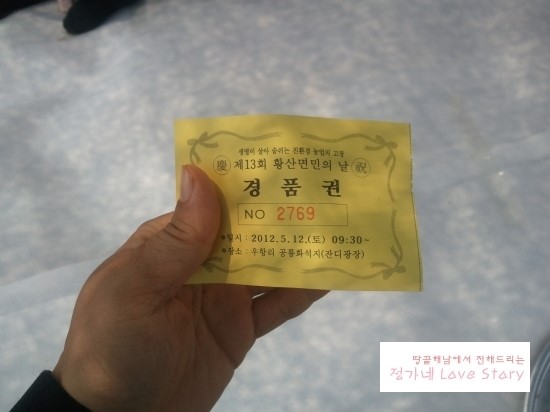 생명이 살아 숨쉬는 친환경 농업의 고장
慶 제13회 황산면민의 날 祝
경품권
NO 2769
*일시 : 2012.5.12.(토) 09:30~
*장소 : 우항리 공룡화석지(잔디광장)
땅끝해남에서 전해드리는
정가네 Love Story